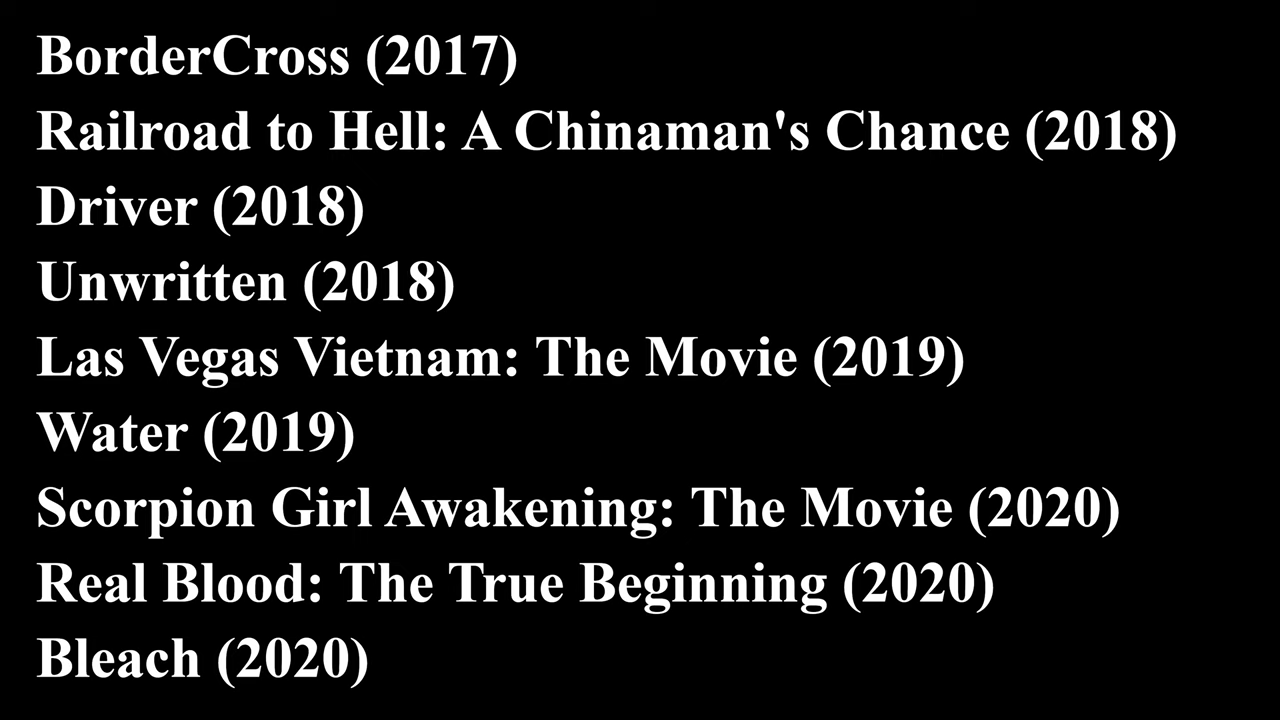 BorderCross (2017)
Railroad to Hell: A Chinaman's Chance (2018)
Driver (2018)
Unwritten (2018)
Las Vegas Vietnam: The Movie (2019)
Water (2019)
Scorpion Girl Awakening: The Movie (2020)
Real Blood: The True Beginning (2020)
Bleach (2020)